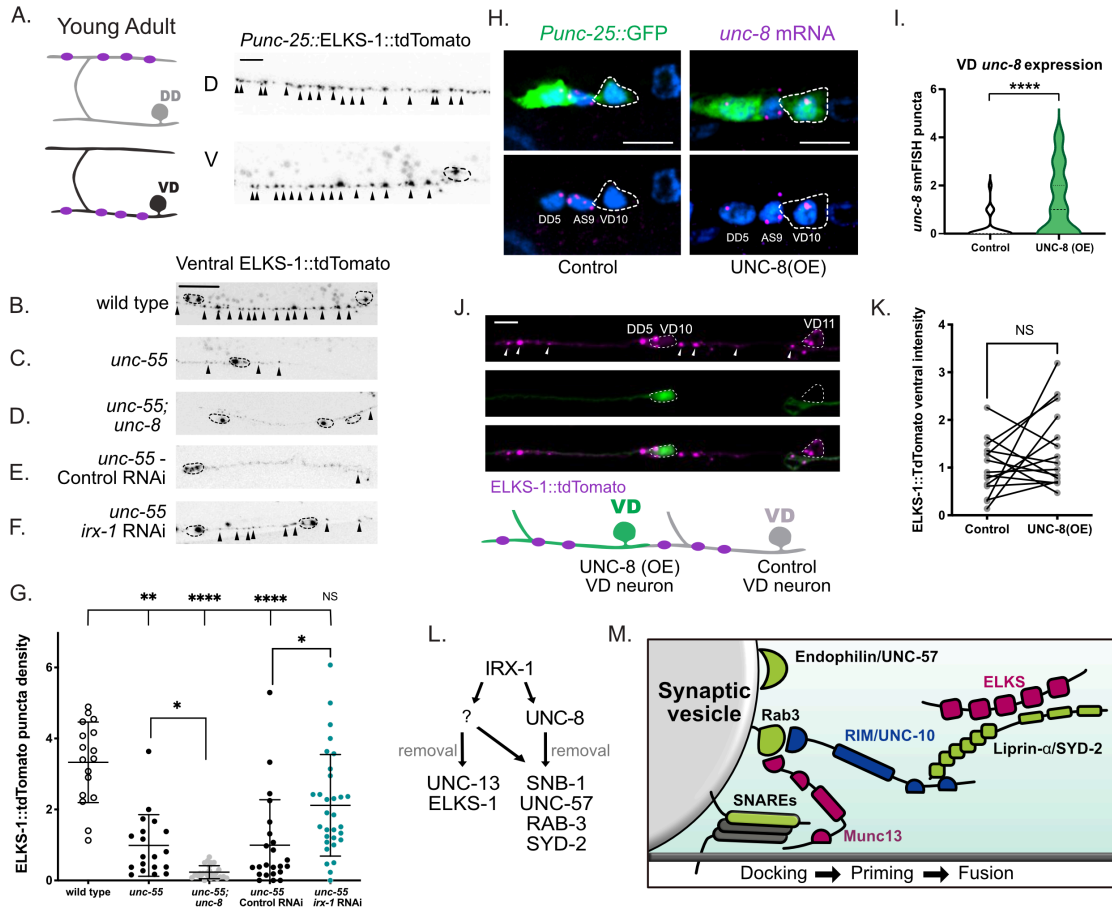 A.
Young Adult
DD
VD
Punc-25::ELKS-1::tdTomato
D
V
Ventral ELKS-1::tdTomato
B.
wild type
C.
unc-55
D.
unc-55;
unc-8
E.
unc-55 -
Control RNAi
F.
unc-55
irx-1 RNAi
G.
** **** **** NS
*
*
ELKS-1::tdTomato puncta density
6
4
2
0
wild type
unc-55
unc-55;
unc-8
unc-55
Control RNAi
unc-55
irx-1 RNAi
H.
Punc-25::GFP
unc-8 mRNA
DD5 AS9 VD10
DD5 AS9 VD10
Control
UNC-8(OE)
I.
VD unc-8 expression
****
unc-8 smFISH puncta
6
4
2
0
Control
UNC-8 (OE)
J.
DD5 VD10
VD11
ELKS-1::tdTomato
VD
VD
UNC-8 (OE)
VD neuron
Control
VD neuron
K.
NS
ELKS-1::TdTomato ventral intensity
4
3
2
1
0
Control
UNC-8(OE)
L.
IRX-1
?
UNC-8
removal
removal
UNC-13
ELKS-1
SNB-1
UNC-57
RAB-3
SYD-2
M.
Synaptic
vesicle
Endophilin/UNC-57
Rab3
ELKS
RIM/UNC-10
Liprin-α/SYD-2
SNAREs
Munc13
Docking
Priming
Fusion